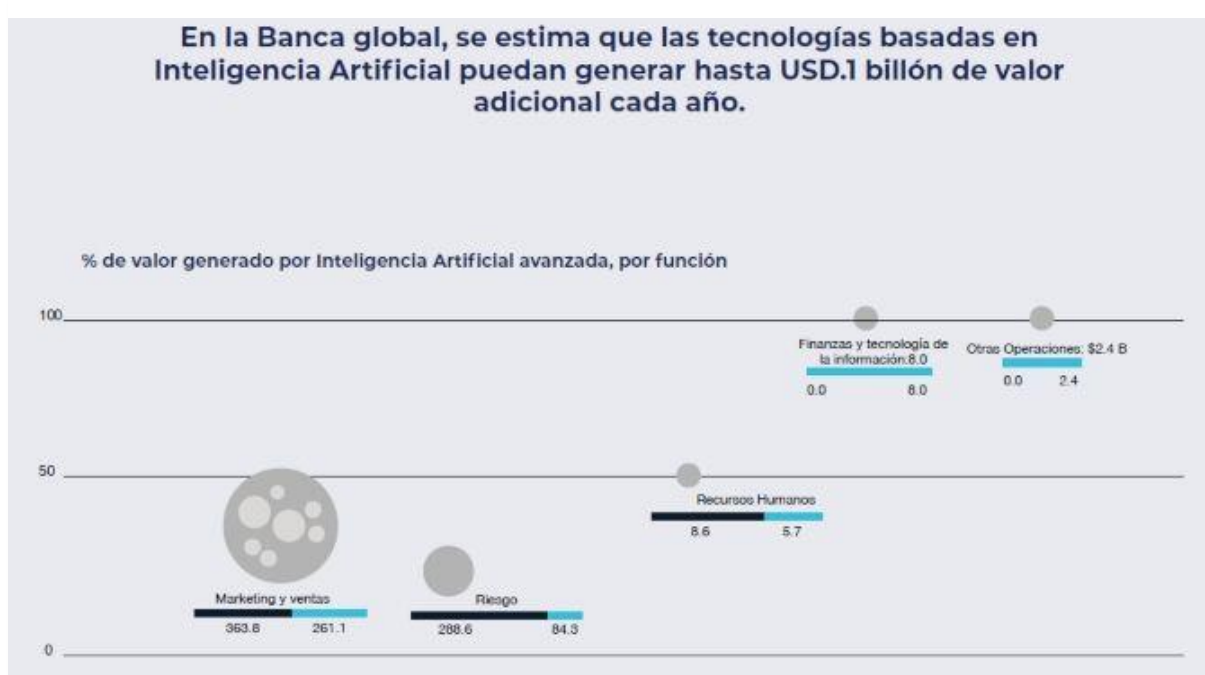 En la Banca global, se estima que las tecnologías basadas en
Inteligencia Artificial puedan generar hasta USD.1 billón de valor
adicional cada año.
% de valor generado por Inteligencia Artificial avanzada, por función
100
Finanzas y tecnología de
la información:8.0
0.0 8.0
Otras Operaciones: $2.4 B
0.0 2.4
50
Recursos Humanos
8.6 5.7
Marketing y ventas
363.8 261.1
Riesgo
288.6 84.3
0